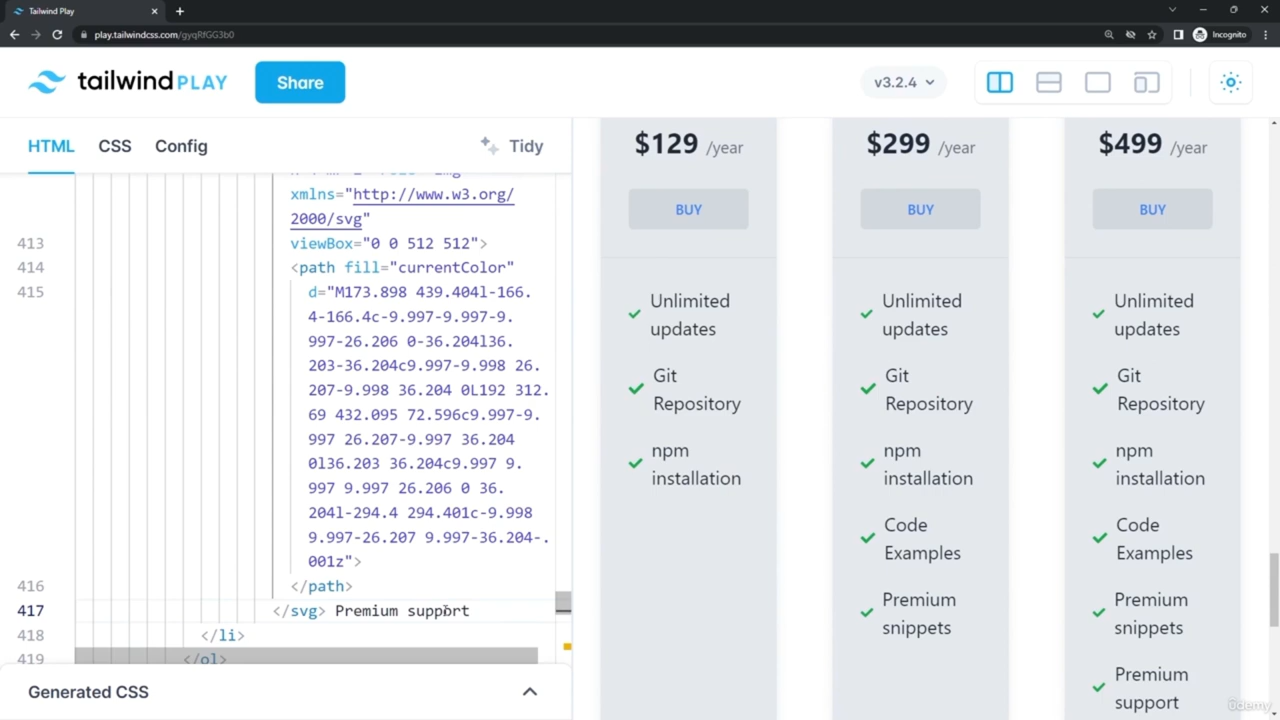 Tailwind Play
play.tailwindcss.com/gyqRfGG3b0
Incognito
tailwind PLAY
Share
v3.2.4
HTML CSS Config
Tidy
xmlns="http://www.w3.org/
2000/svg"
413 viewBox="0 0 512 512">
414 <path fill="currentColor"
415 d="M173.898 439.404l-166.
4-166.4c-9.997-9.997-9.
997-26.206 0-36.204l36.
203-36.204c9.997-9.998 26.
207-9.998 36.204 0L192 312.
69 432.095 72.596c9.997-9.
997 26.207-9.997 36.204
0l36.203 36.204c9.997 9.
997 9.997 26.206 0 36.
204l-294.4 294.401c-9.998
9.997-26.207 9.997-36.204-.
001z">
416 </path>
417 </svg> Premium support
418 </li>
419 </ol>
Generated CSS
$129 /year
BUY
Unlimited
updates
Git
Repository
npm
installation
$299 /year
BUY
Unlimited
updates
Git
Repository
npm
installation
Code
Examples
Premium
snippets
$499 /year
BUY
Unlimited
updates
Git
Repository
npm
installation
Code
Examples
Premium
snippets
Premium
support
ûdemy